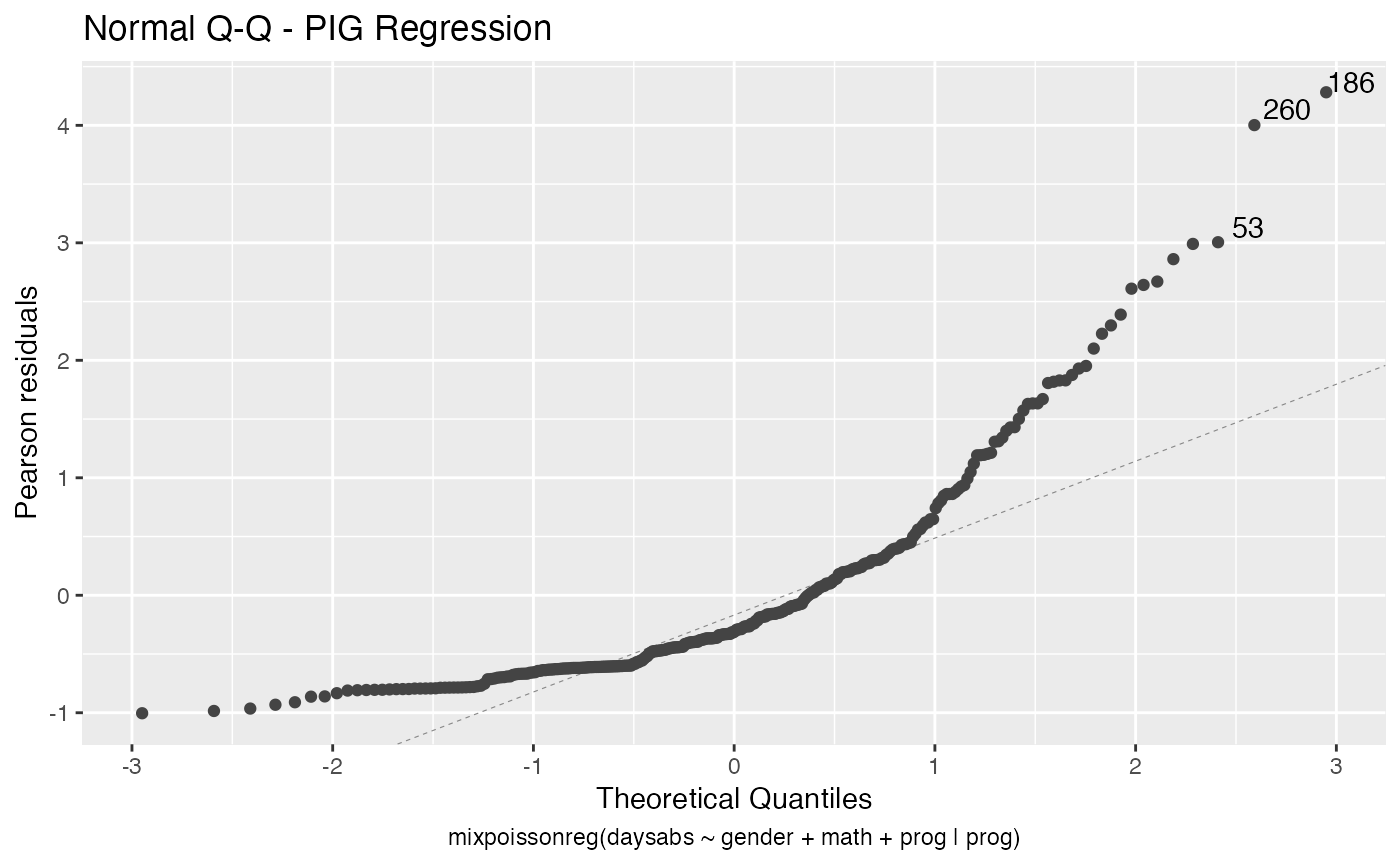 Normal Q-Q - PIG Regression
186
260
4
53
3
2
1
0
-1
Pearson residuals
-3 -2 -1 0 1 2 3
Theoretical Quantiles
mixpoissonreg(daysabs ~ gender + math + prog | prog)